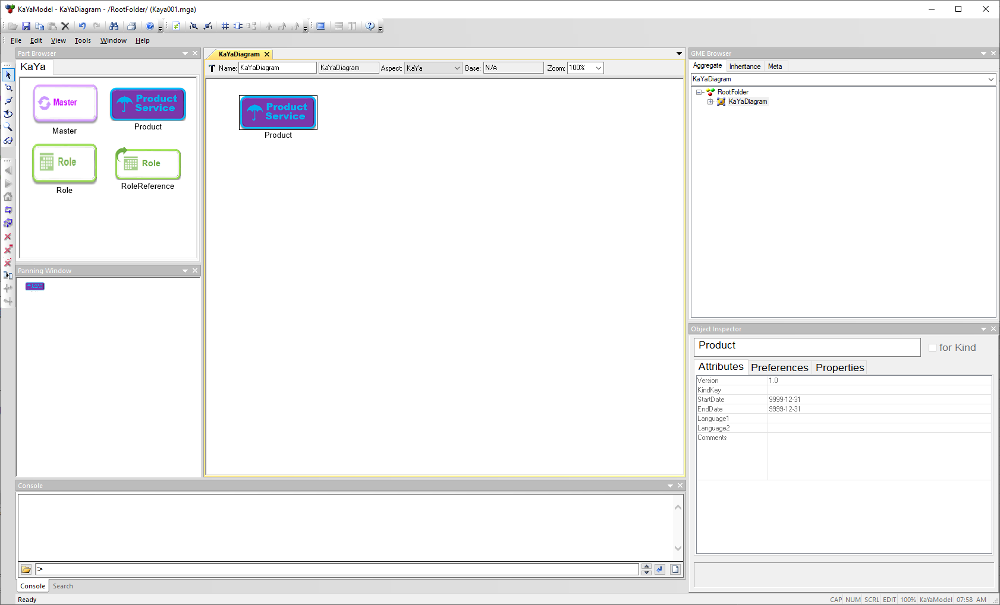 KaYaModel - KaYaDiagram - /RootFolder/ (Kaya001.mga)
File Edit View Tools Window Help
Part Browser
KaYa
Master
Master
Product Service
Product
Role
Role
Role
RoleReference
Panning Window
KaYaDiagram
Name: KaYaDiagram KaYaDiagram Aspect: KaYa Base: N/A Zoom: 100%
Product Service
Product
GME Browser
Aggregate Inheritance Meta
KaYaDiagram
RootFolder
KaYaDiagram
Object Inspector
Product for Kind
Attributes Preferences Properties
Version 1.0
KindKey
StartDate 9999-12-31
EndDate 9999-12-31
Language1
Language2
Comments
Console
>
Console Search
Ready
CAP NUM SCRL EDIT 100% KaYaModel 07:58 AM